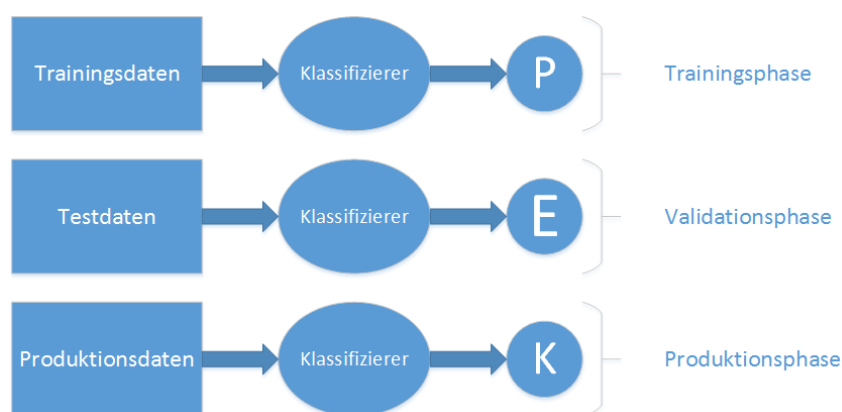 Trainingsdaten Klassifizierer P Trainingsphase
Testdaten Klassifizierer E Validationsphase
Produktionsdaten Klassifizierer K Produktionsphase